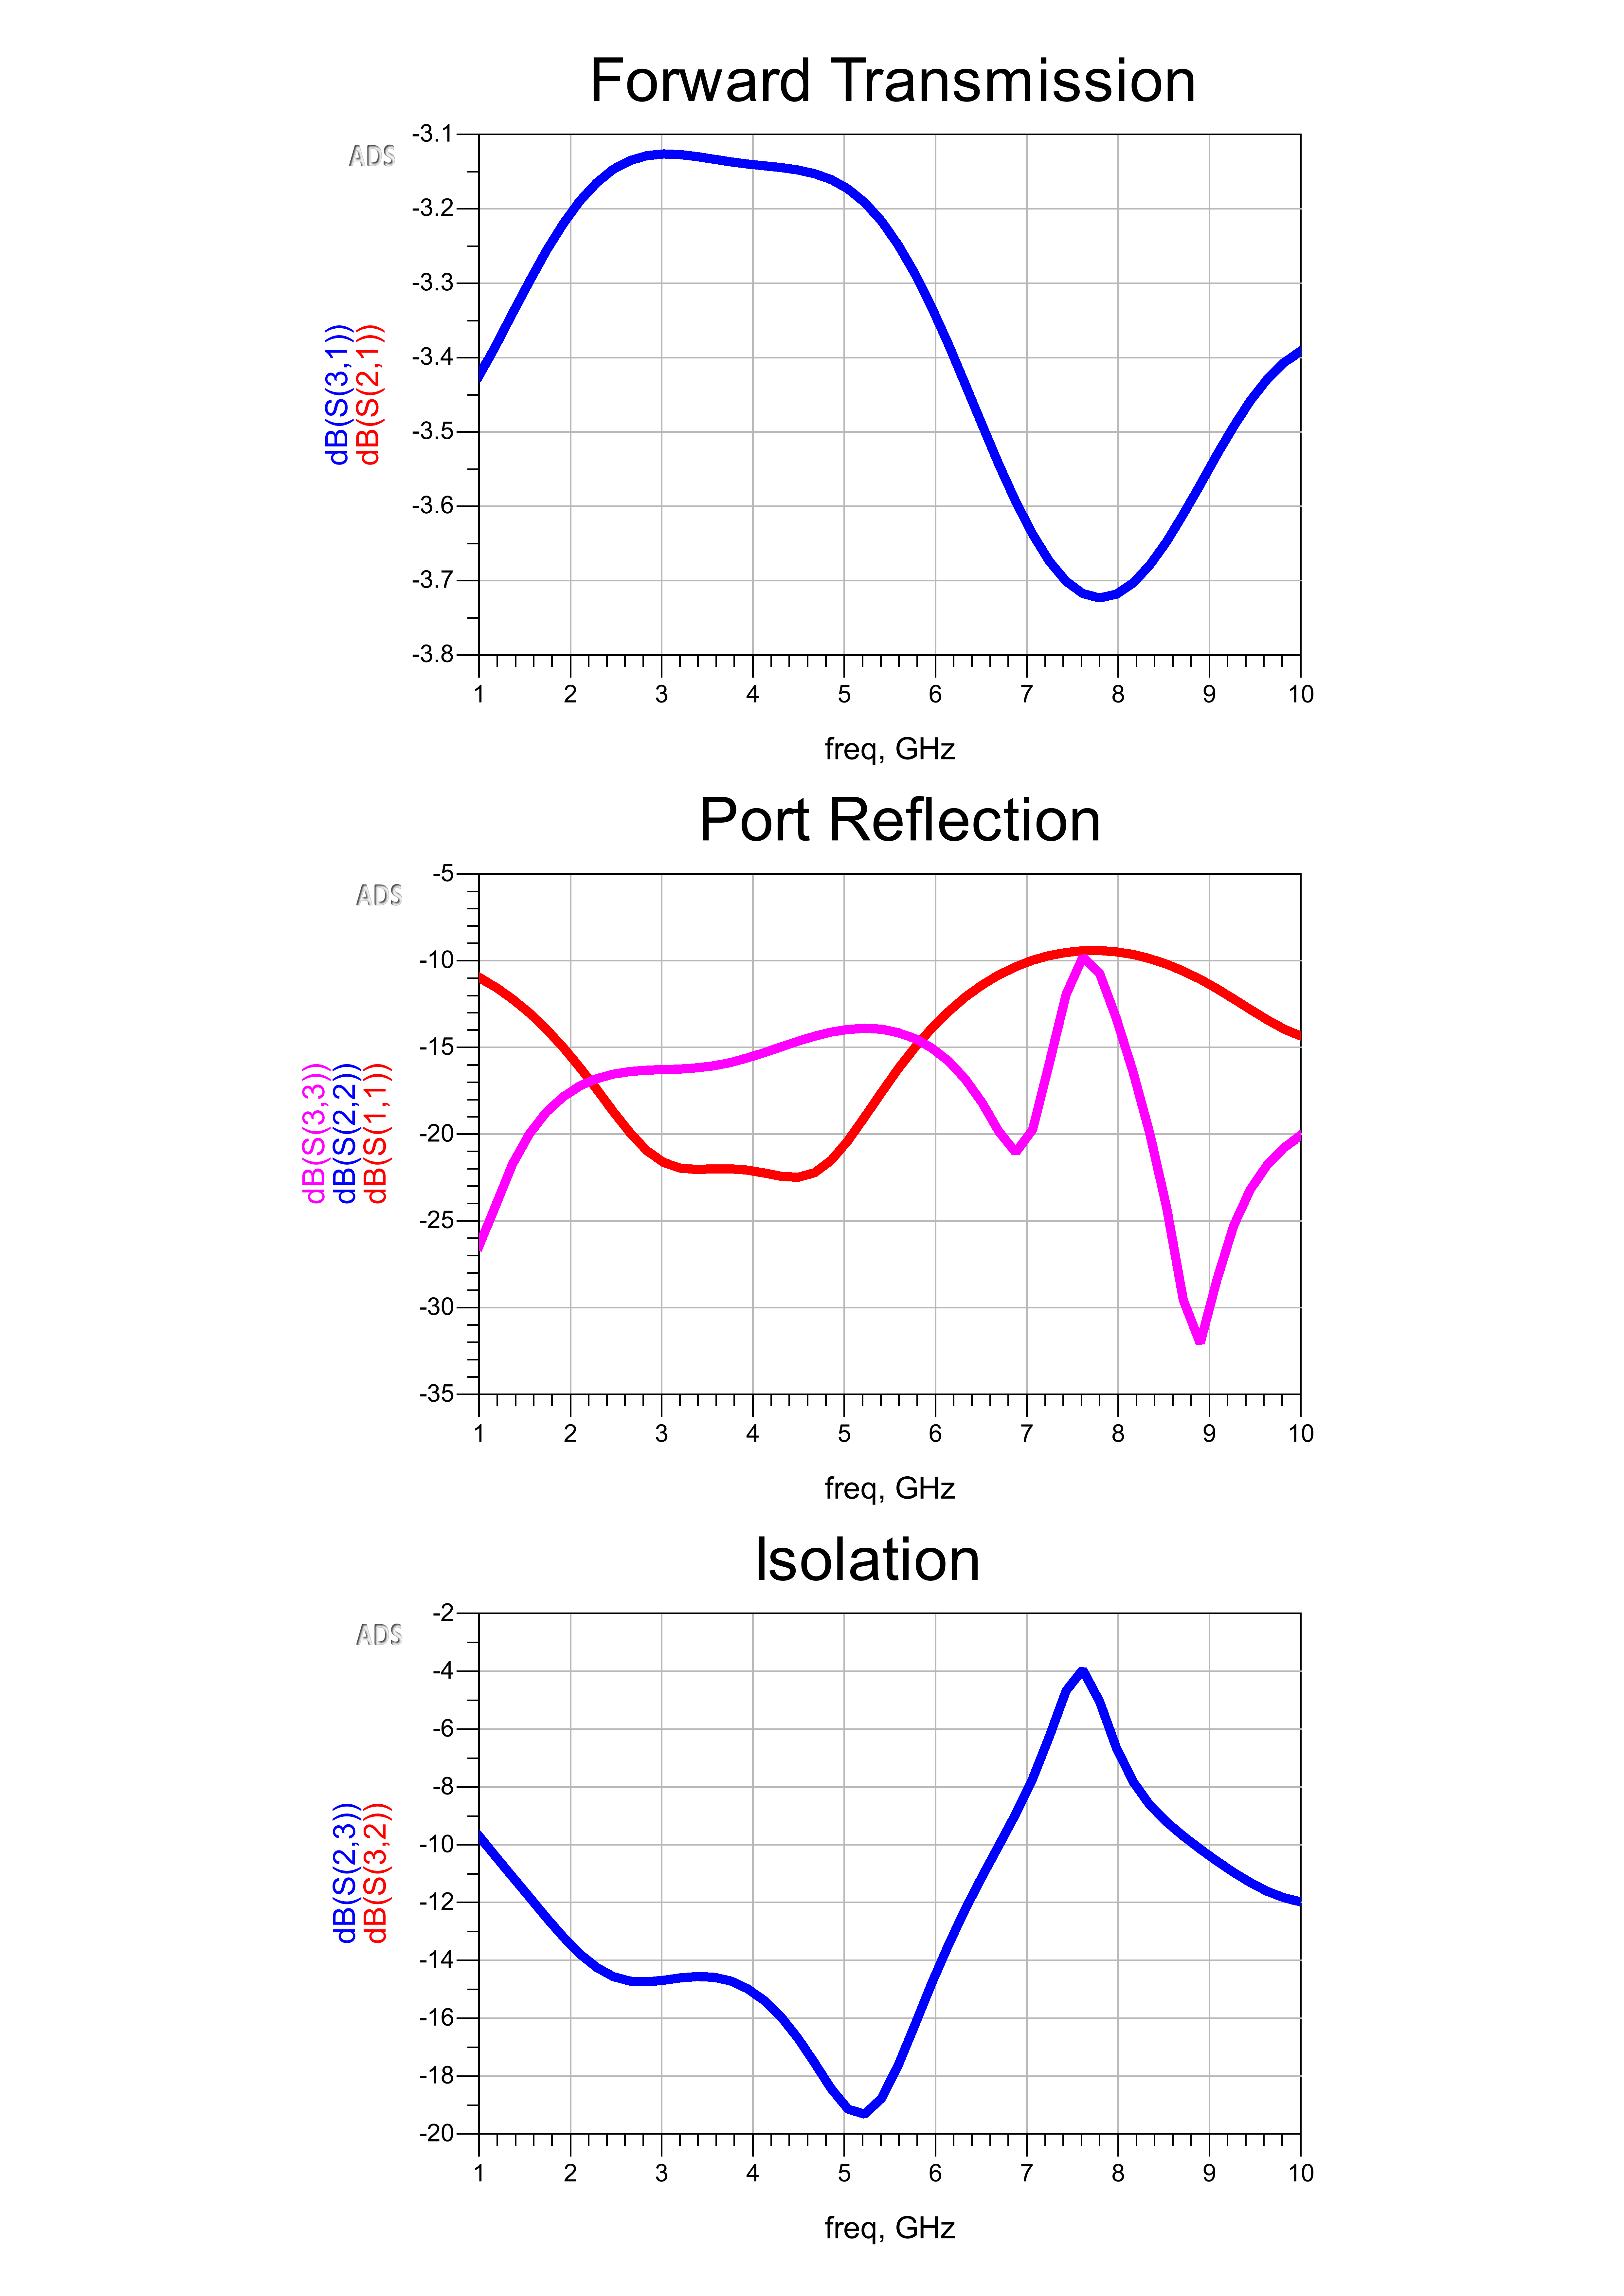 Forward Transmission
ADS
-3.1
-3.2
-3.3
-3.4
-3.5
-3.6
-3.7
-3.8
dB(S(3,1))
dB(S(2,1))
1 2 3 4 5 6 7 8 9 10
freq, GHz
Port Reflection
ADS
-5
-10
-15
-20
-25
-30
-35
dB(S(3,3))
dB(S(2,2))
dB(S(1,1))
1 2 3 4 5 6 7 8 9 10
freq, GHz
Isolation
ADS
-2
-4
-6
-8
-10
-12
-14
-16
-18
-20
dB(S(2,3))
dB(S(3,2))
1 2 3 4 5 6 7 8 9 10
freq, GHz